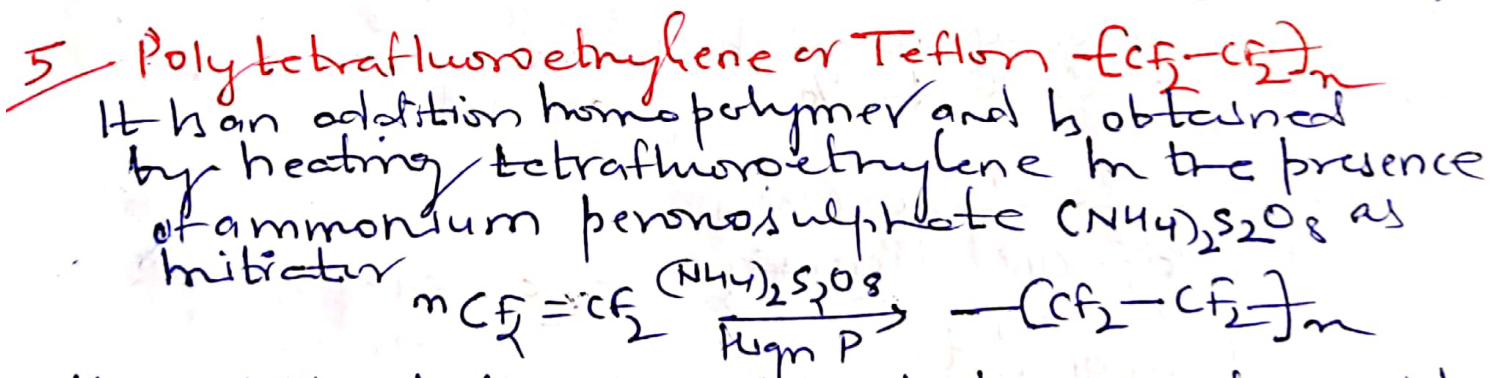 5 Polytetrafluoroethylene or Teflon -[CF2-CF2]n
It is an addition homopolymer and is obtained
by heating tetrafluoroethylene in the presence
of ammonium peroxosulphate (NH4)2S2O8 as
initiator
n CF2 = CF2 (NH4)2S2O8 / High P → -[CF2-CF2]n